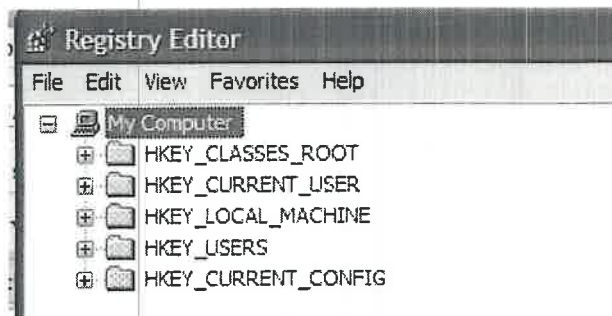 Registry Editor
File Edit View Favorites Help
My Computer
HKEY_CLASSES_ROOT
HKEY_CURRENT_USER
HKEY_LOCAL_MACHINE
HKEY_USERS
HKEY_CURRENT_CONFIG